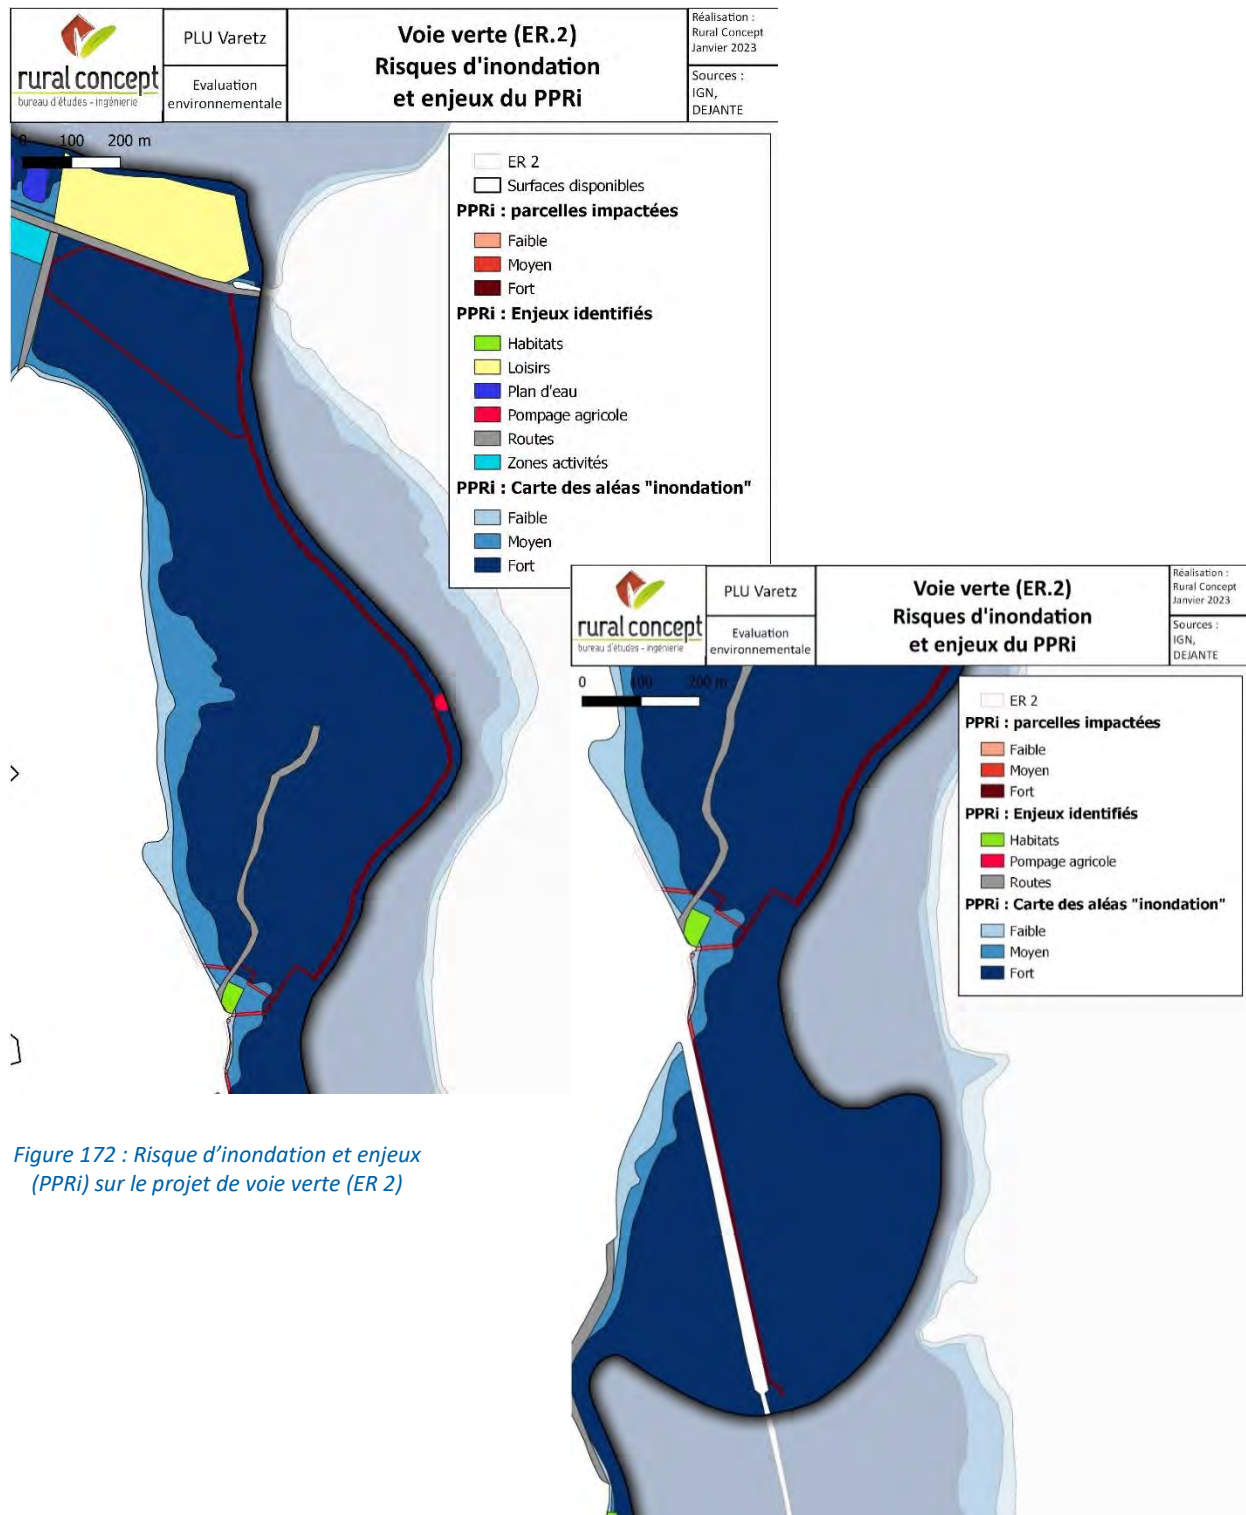 rural concept
bureau d'études - ingénierie
PLU Varetz
Evaluation
environnementale
Voie verte (ER.2)
Risques d'inondation
et enjeux du PPRi
Réalisation :
Rural Concept
Janvier 2023
Sources :
IGN,
DEJANTE
0 100 200 m
ER 2
Surfaces disponibles
PPRi : parcelles impactées
Faible
Moyen
Fort
PPRi : Enjeux identifiés
Habitats
Loisirs
Plan d'eau
Pompage agricole
Routes
Zones activités
PPRi : Carte des aléas "inondation"
Faible
Moyen
Fort
rural concept
bureau d'études - ingénierie
PLU Varetz
Evaluation
environnementale
Voie verte (ER.2)
Risques d'inondation
et enjeux du PPRi
Réalisation :
Rural Concept
Janvier 2023
Sources :
IGN,
DEJANTE
0 100 200 m
ER 2
PPRi : parcelles impactées
Faible
Moyen
Fort
PPRi : Enjeux identifiés
Habitats
Pompage agricole
Routes
PPRi : Carte des aléas "inondation"
Faible
Moyen
Fort
Figure 172 : Risque d'inondation et enjeux
(PPRi) sur le projet de voie verte (ER 2)